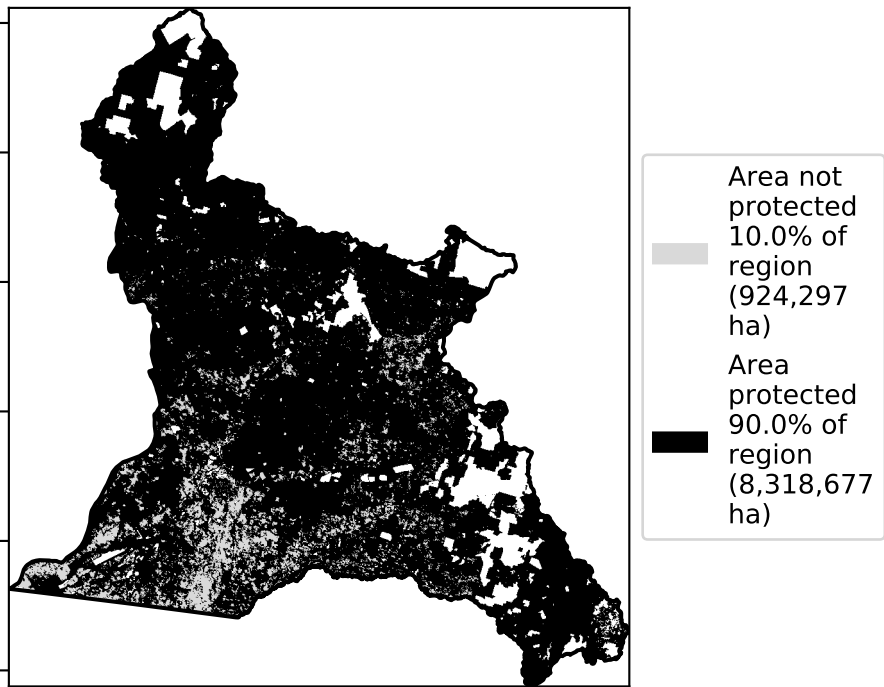 Area not
protected
10.0% of
region
(924,297
ha)
Area
protected
90.0% of
region
(8,318,677
ha)